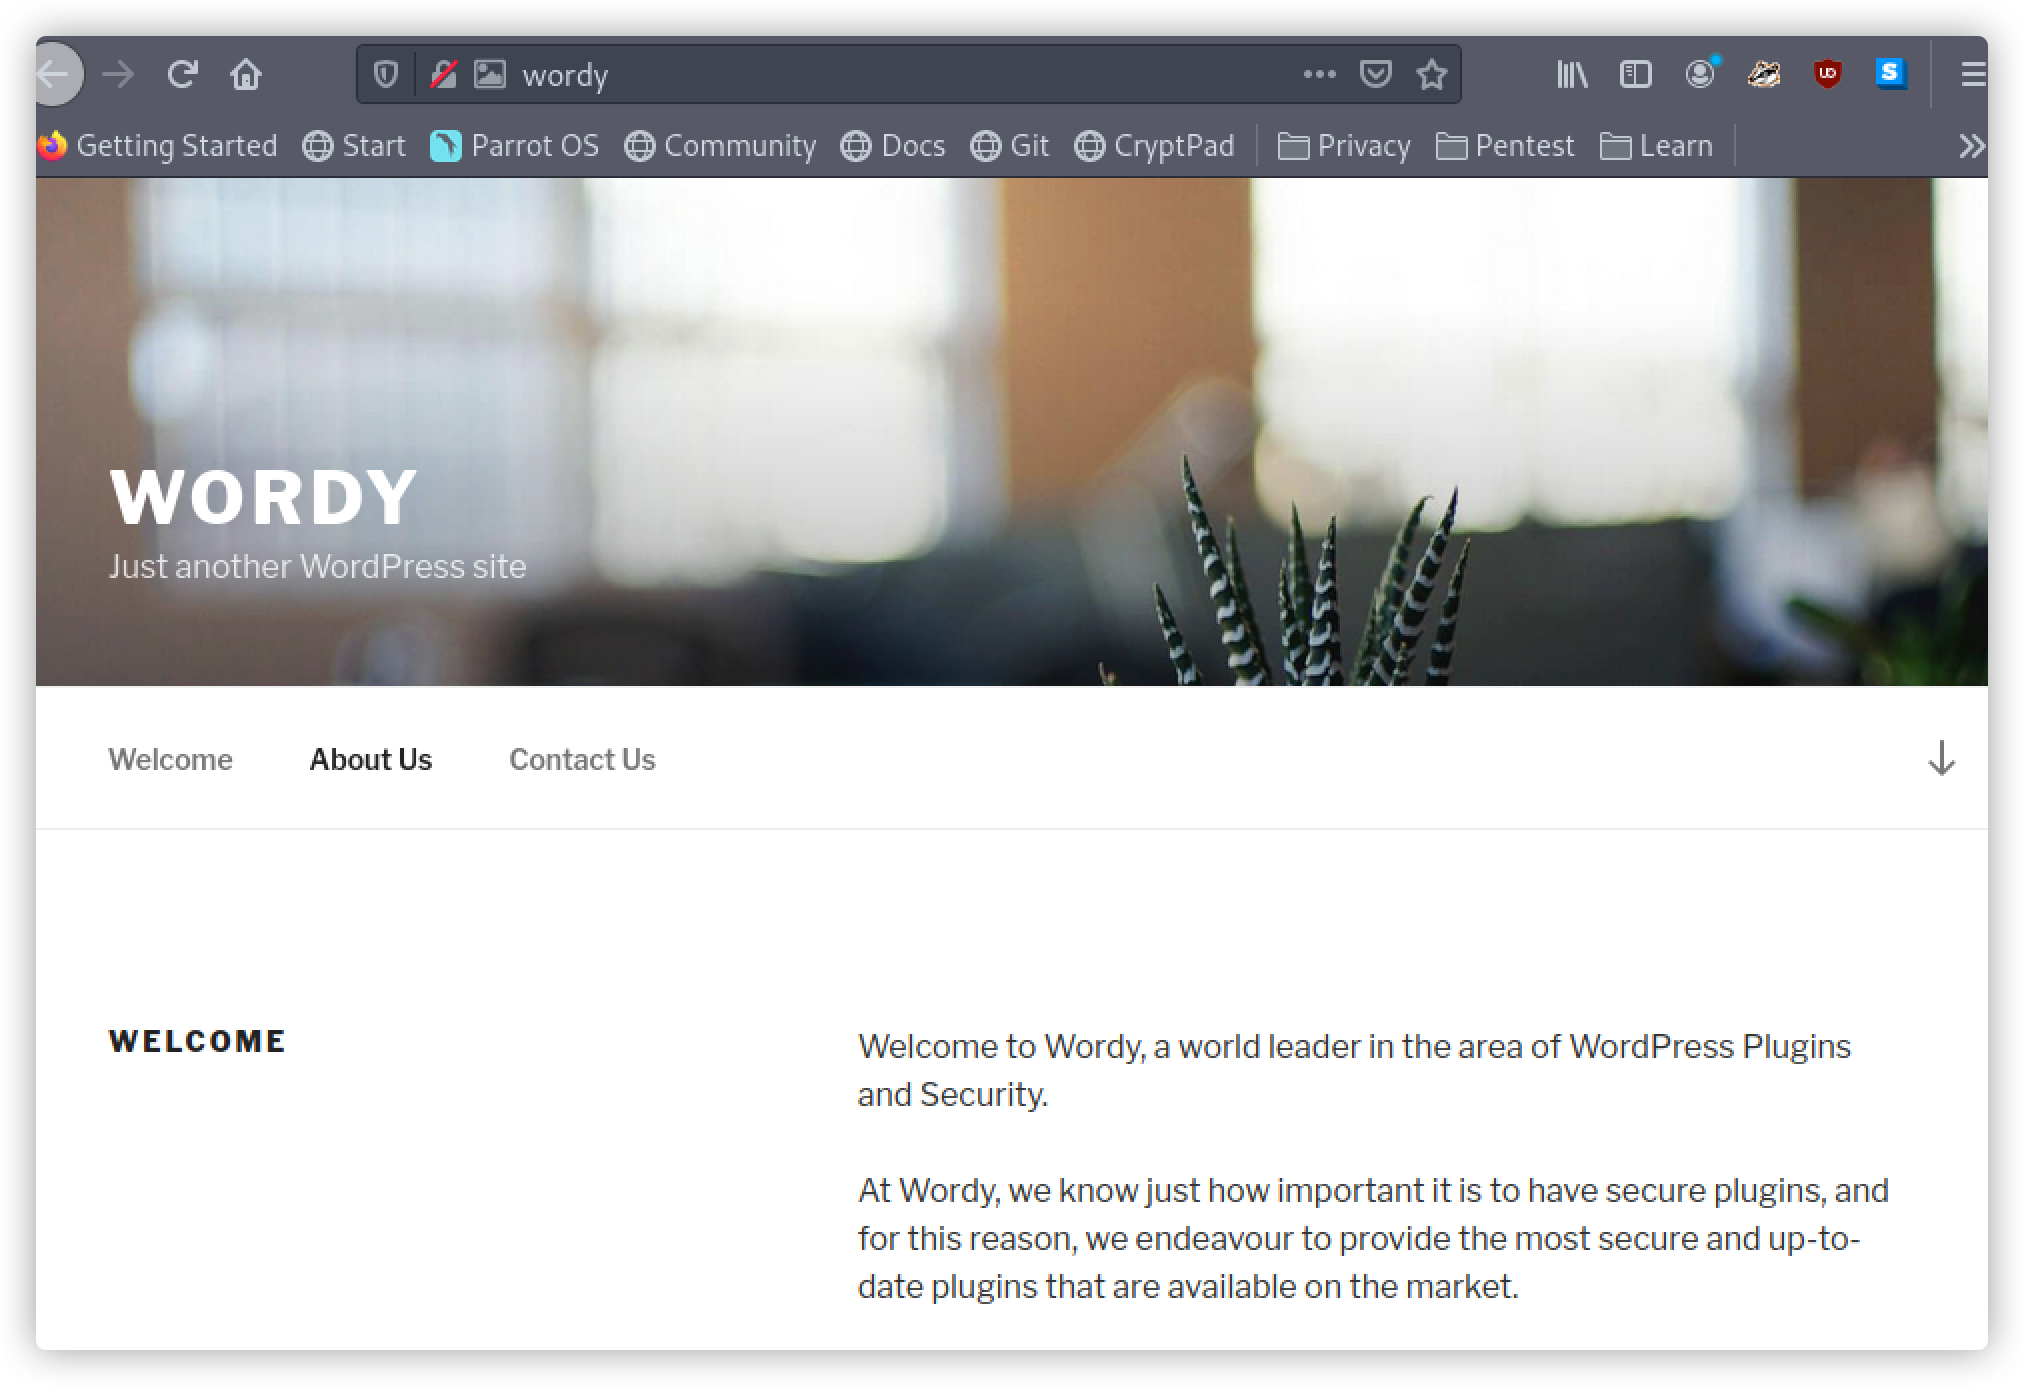 wordy
Getting Started Start Parrot OS Community Docs Git CryptPad Privacy Pentest Learn
WORDY
Just another WordPress site
Welcome About Us Contact Us
WELCOME
Welcome to Wordy, a world leader in the area of WordPress Plugins
and Security.
At Wordy, we know just how important it is to have secure plugins, and
for this reason, we endeavour to provide the most secure and up-to-
date plugins that are available on the market.